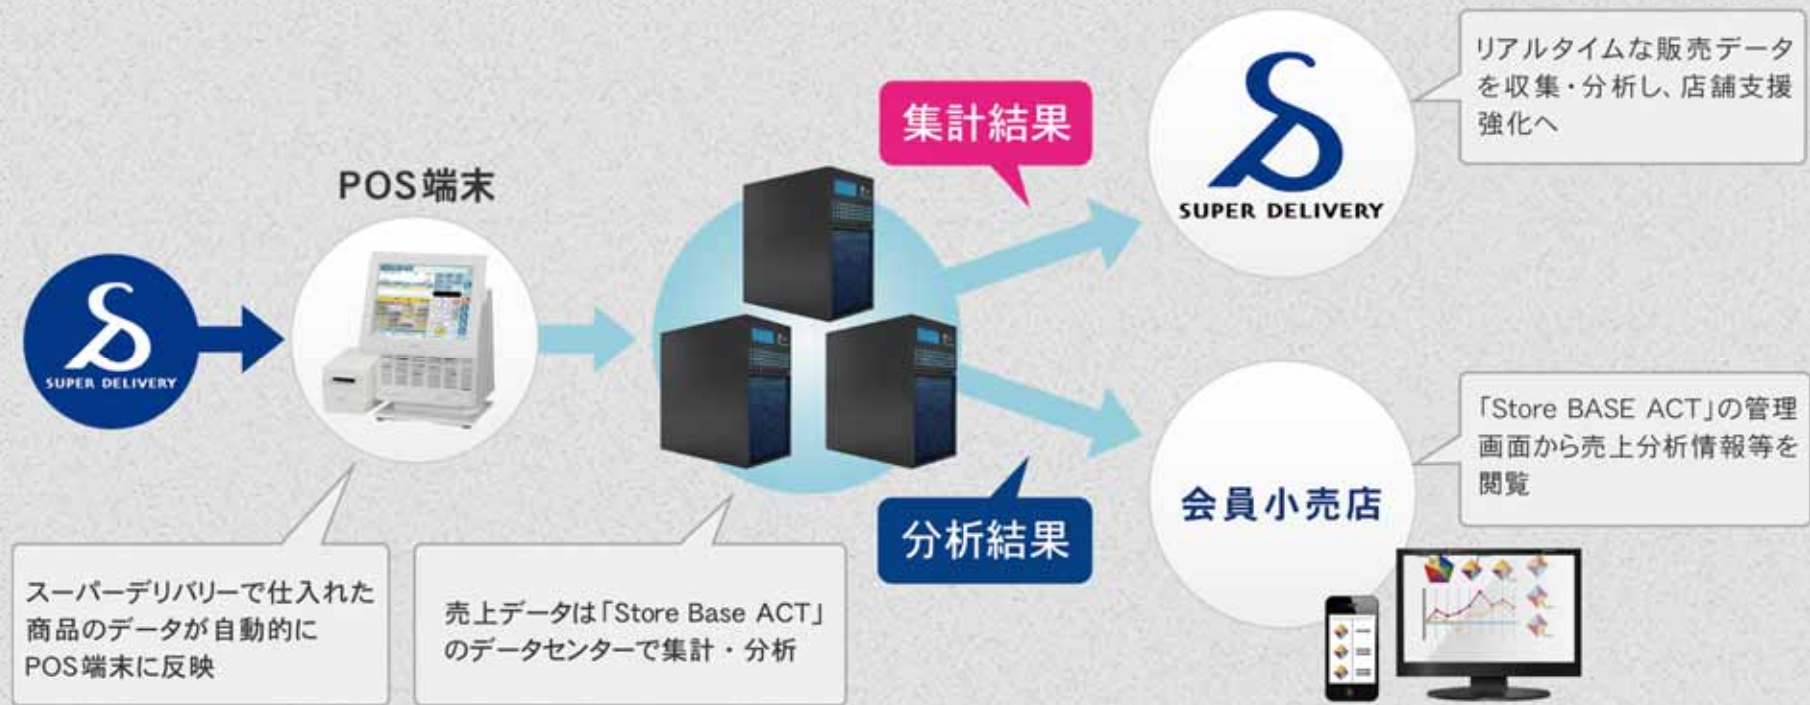 SUPER DELIVERY
POS端末
スーパーデリバリーで仕入れた
商品のデータが自動的に
POS端末に反映
売上データは「Store Base ACT」
のデータセンターで集計・分析
集計結果
分析結果
SUPER DELIVERY
リアルタイムな販売データ
を収集・分析し、店舗支援
強化へ
会員小売店
「Store BASE ACT」の管理
画面から売上分析情報等を
閲覧